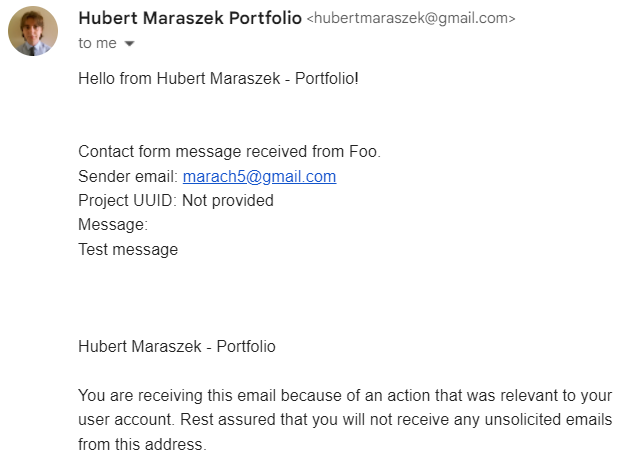 Hubert Maraszek Portfolio <hubertmaraszek@gmail.com>
to me
Hello from Hubert Maraszek - Portfolio!
Contact form message received from Foo.
Sender email: marach5@gmail.com
Project UUID: Not provided
Message:
Test message
Hubert Maraszek - Portfolio
You are receiving this email because of an action that was relevant to your
user account. Rest assured that you will not receive any unsolicited emails
from this address.